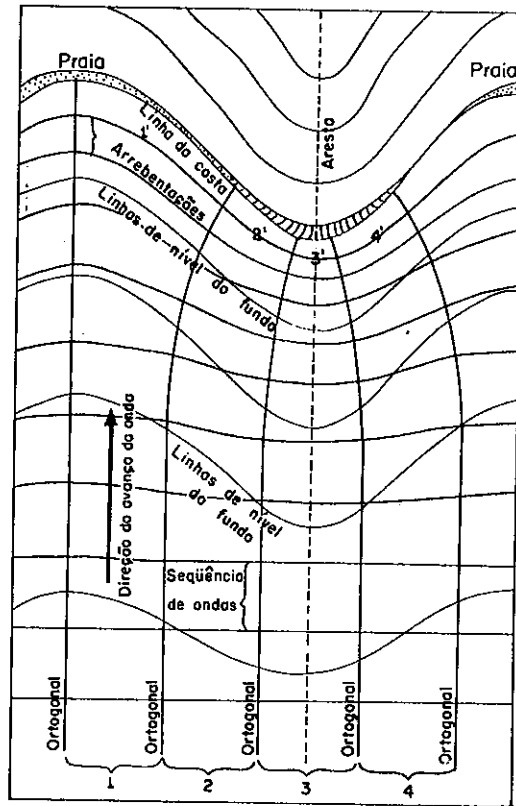 Praia
Praia
Aresta
Linha da costa
1'
Arrebentações
2'
3'
4'
Linhas-de-nível do fundo
Direção do avanço da onda
Linhas de nível
do fundo
Seqüência
de ondas
Ortogonal
Ortogonal
Ortogonal
Ortogonal
Ortogonal
1
2
3
4